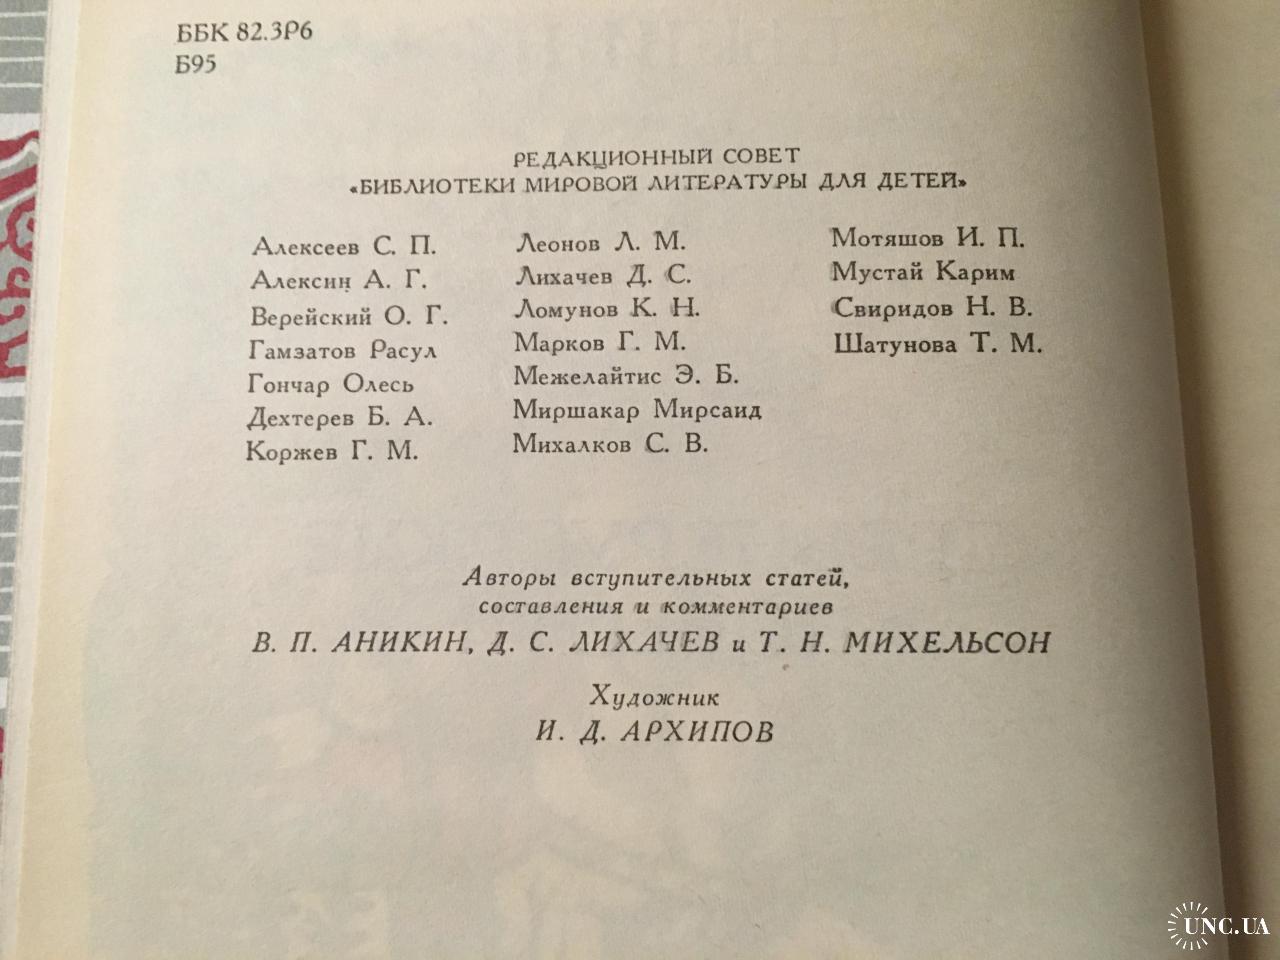 ББК 82.3Р6
Б95
РЕДАКЦИОННЫЙ СОВЕТ
«БИБЛИОТЕКИ МИРОВОЙ ЛИТЕРАТУРЫ ДЛЯ ДЕТЕЙ»
Алексеев С. П.
Алексин А. Г.
Верейский О. Г.
Гамзатов Расул
Гончар Олесь
Дехтерев Б. А.
Коржев Г. М.
Леонов Л. М.
Лихачев Д. С.
Ломунов К. Н.
Марков Г. М.
Межелайтис Э. Б.
Миршакар Мирсаид
Михалков С. В.
Мотяшов И. П.
Мустай Карим
Свиридов Н. В.
Шатунова Т. М.
Авторы вступительных статей,
составления и комментариев
В. П. АНИКИН, Д. С. ЛИХАЧЕВ и Т. Н. МИХЕЛЬСОН
Художник
И. Д. АРХИПОВ
UNC.UA